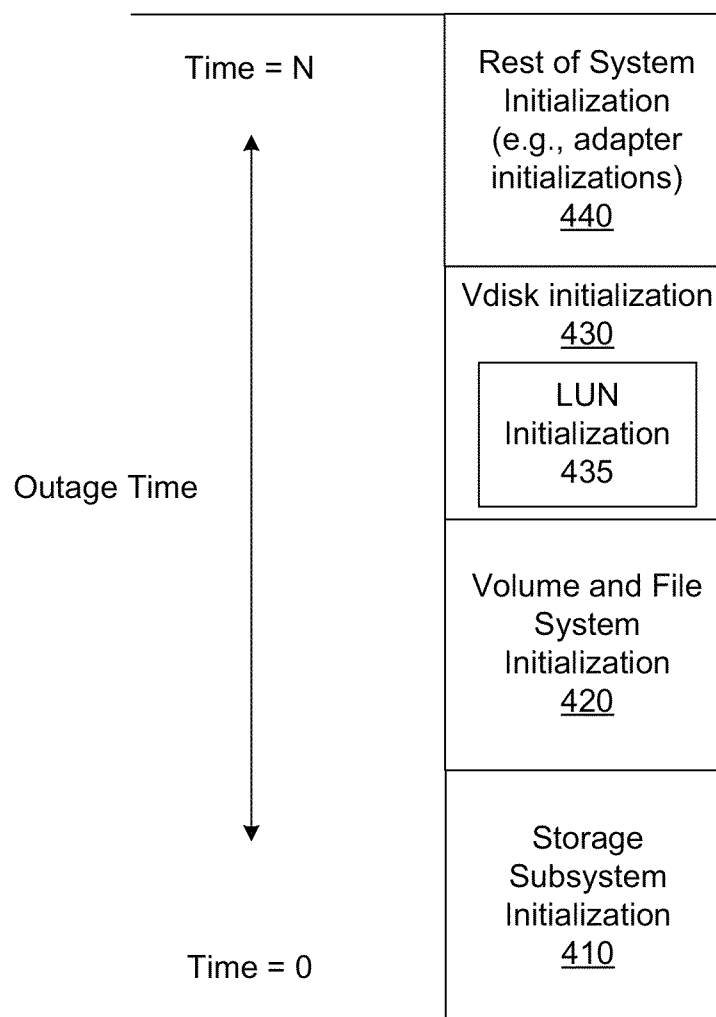 Time = N
Rest of System
Initialization
(e.g., adapter
initializations)
440
Vdisk initialization
430
LUN
Initialization
435
Outage Time
Volume and File
System
Initialization
420
Storage
Subsystem
Initialization
410
Time = 0